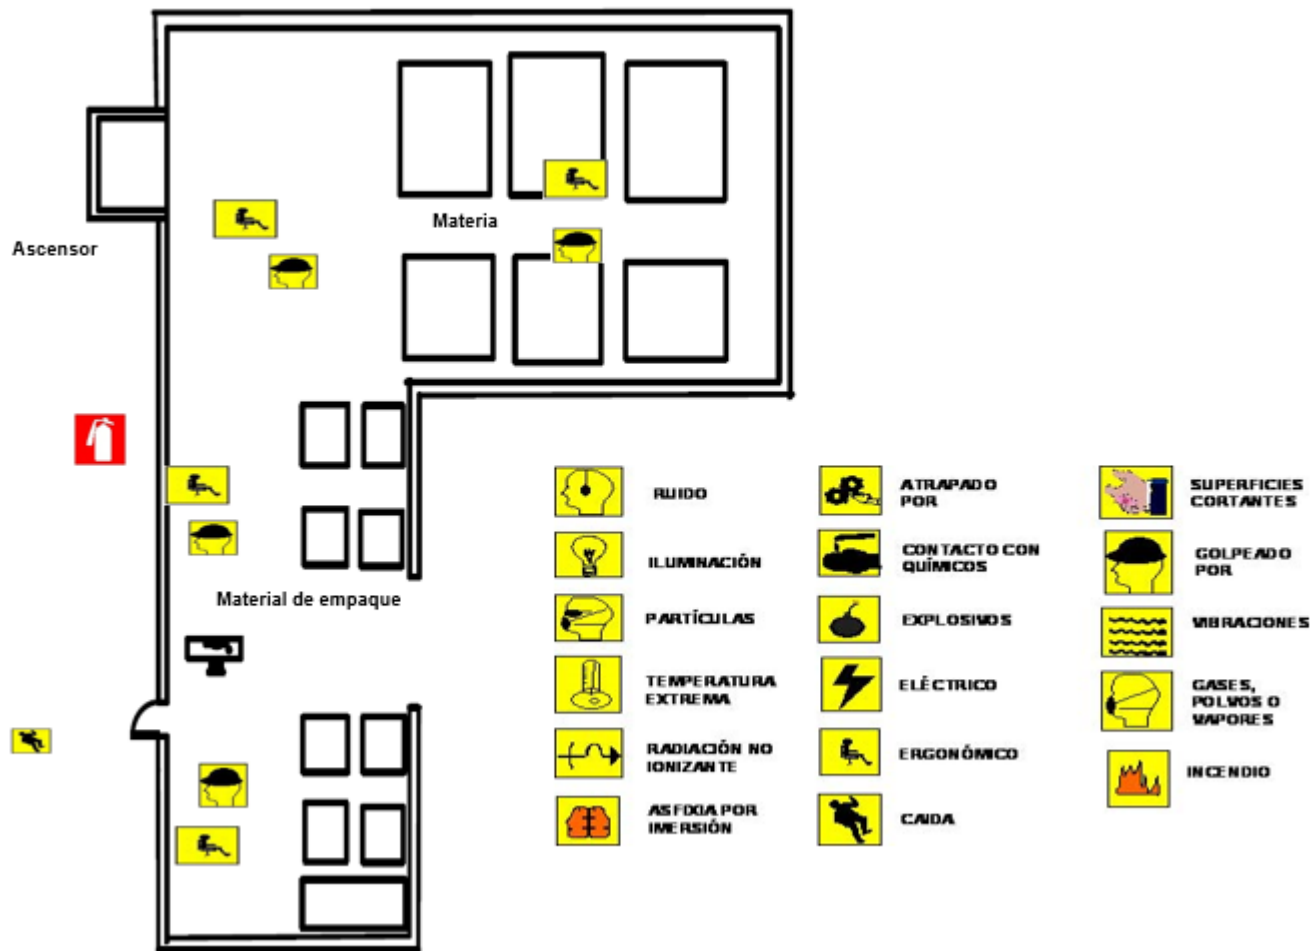 Ascensor
Materia
Material de empaque
RUIDO
ILUMINACIÓN
PARTÍCULAS
TEMPERATURA
EXTREMA
RADIACIÓN NO
IONIZANTE
ASFIXIA POR
IMERSIÓN
ATRAPADO
POR
CONTACTO CON
QUÍMICOS
EXPLOSIVOS
ELÉCTRICO
ERGONÓMICO
CAIDA
SUPERFICIES
CORTANTES
GOLPEADO
POR
VIBRACIONES
GASES,
POLVOS O
VAPORES
INCENDIO